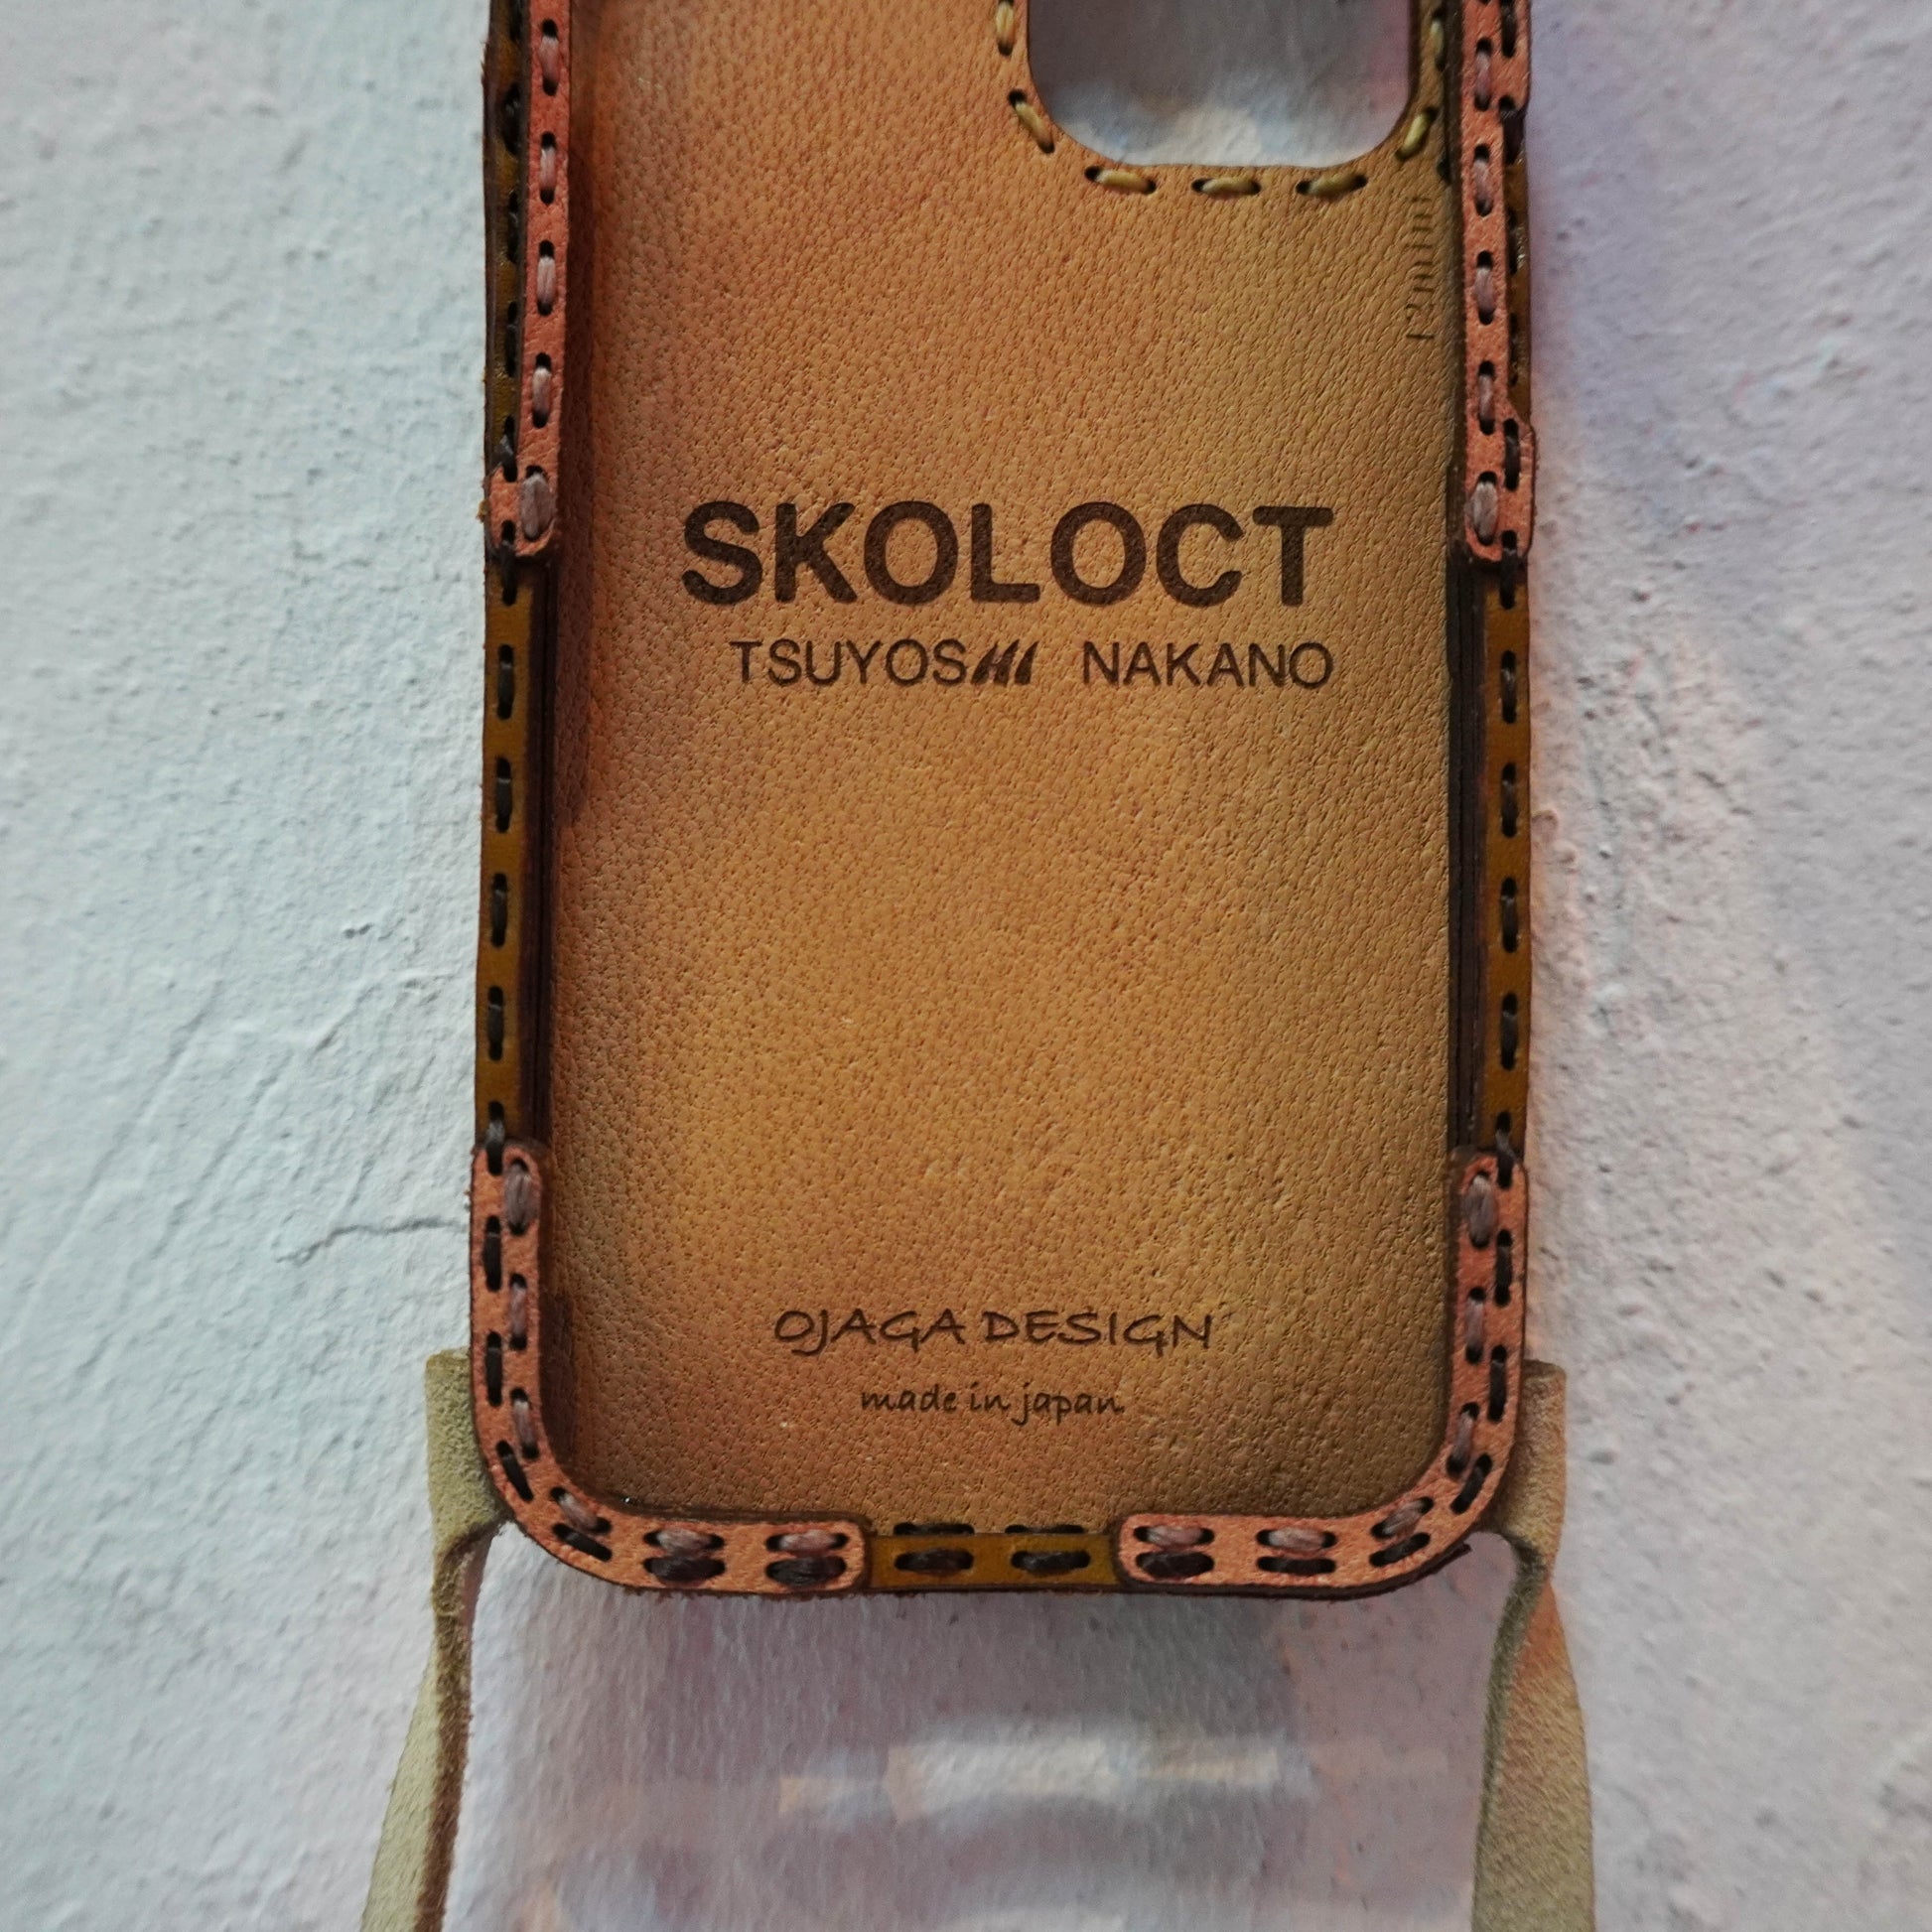 SKOLOCT
TSUYOSHI NAKANO
OJAGA DESIGN
made in japan